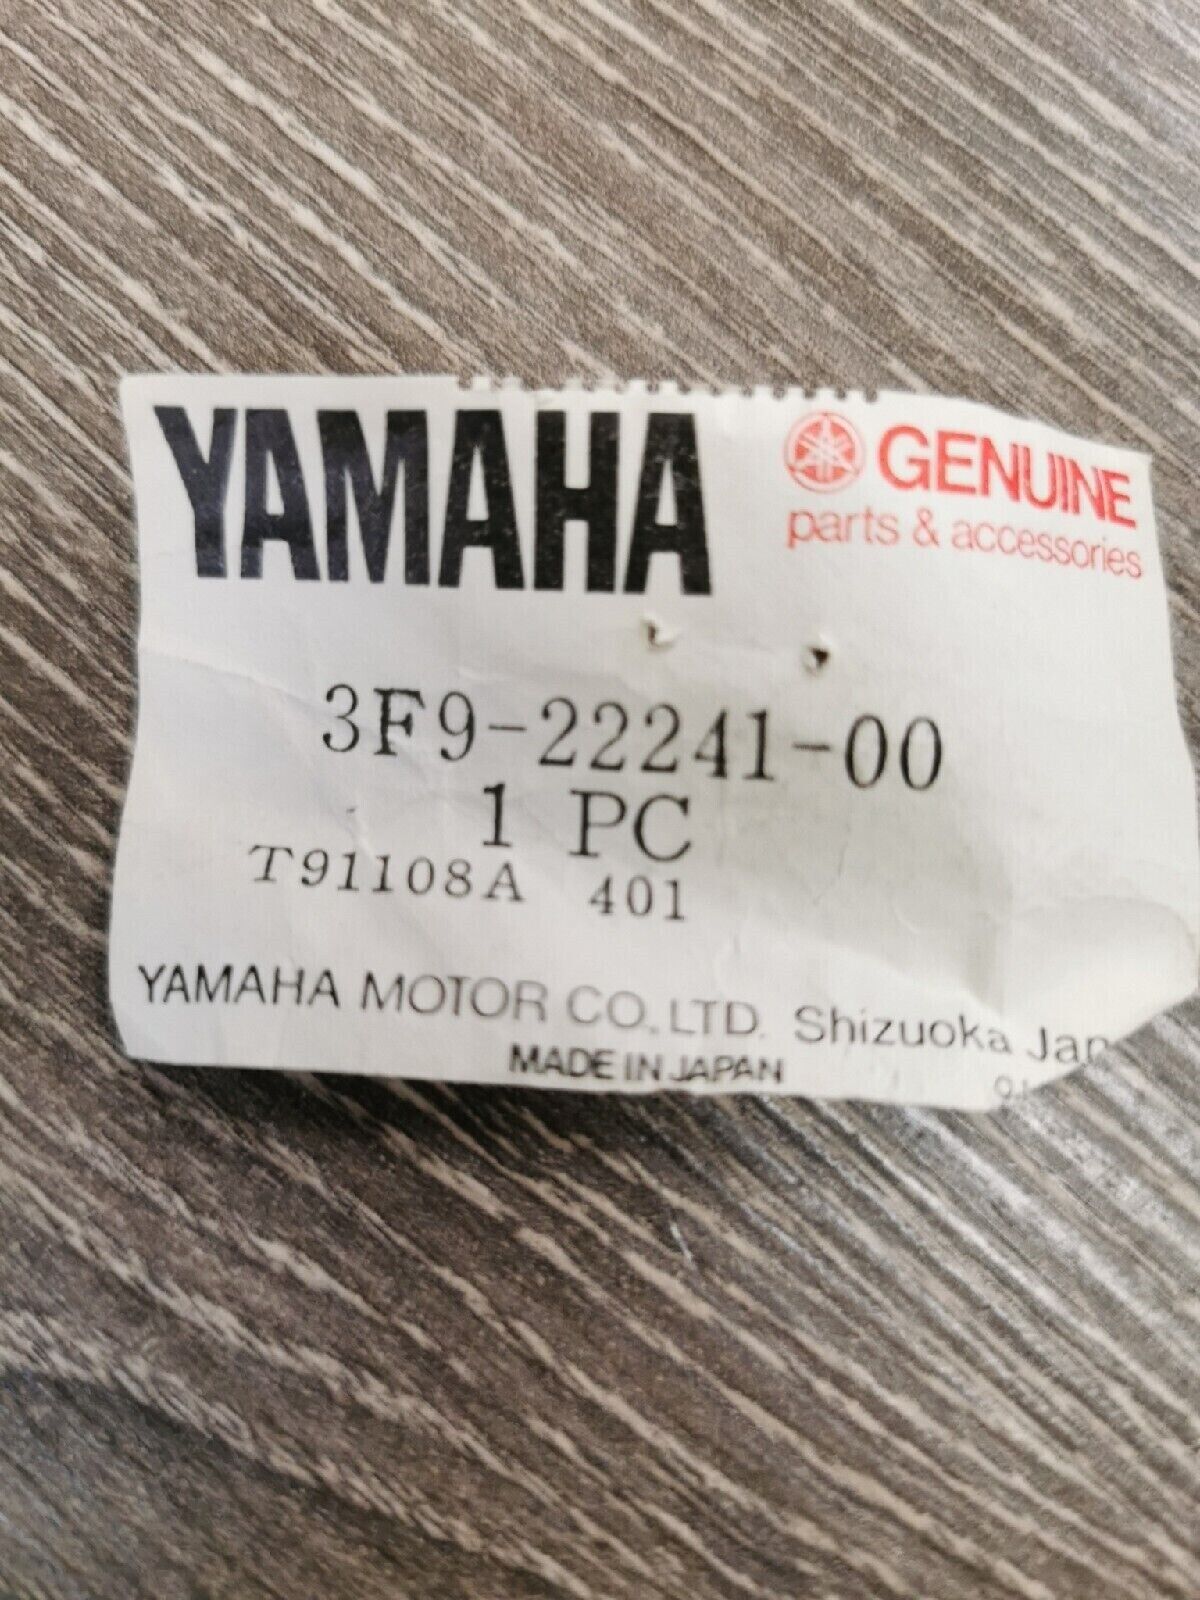 YAMAHA
GENUINE
parts & accessories
3F9-22241-00
1 PC
T91108A 401
YAMAHA MOTOR CO., LTD. Shizuoka
MADE IN JAPAN